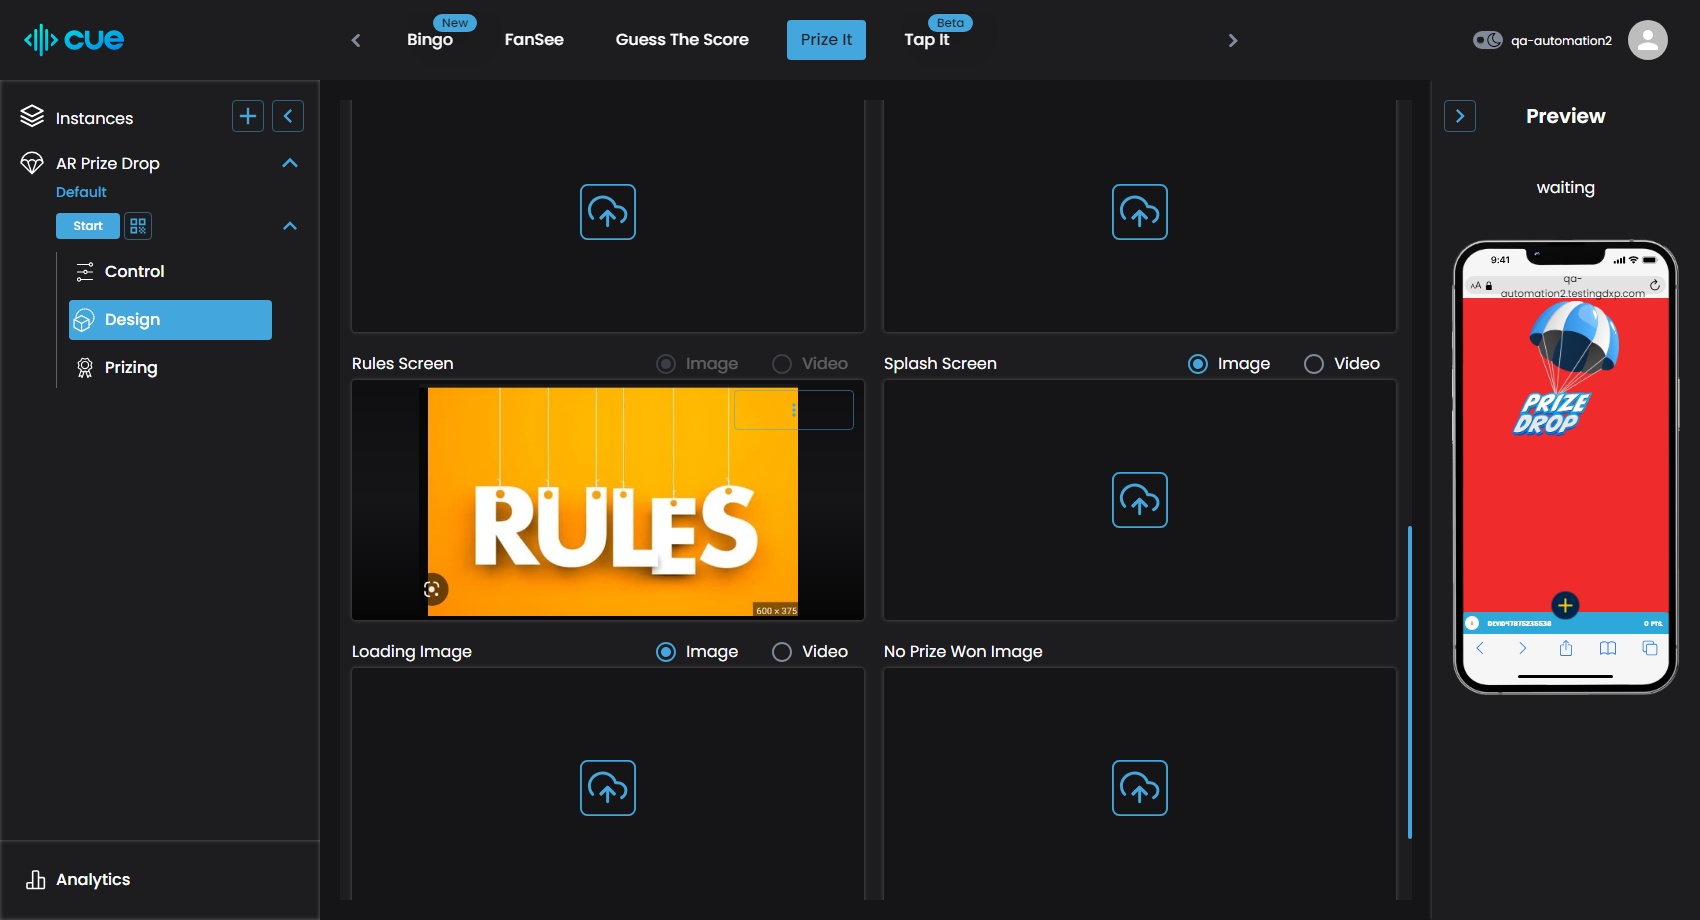 cue
New
Bingo
FanSee
Guess The Score
Prize It
Beta
Tap It
qa-automation2
Instances
AR Prize Drop
Default
Start
Control
Design
Prizing
Analytics
Rules Screen
Image
Video
RULES
600 x 375
Splash Screen
Image
Video
Loading Image
Image
Video
No Prize Won Image
Preview
waiting
9:41
AA
qa-
automation2.testingdxp.com
PRIZE
DROP
0 PTS.